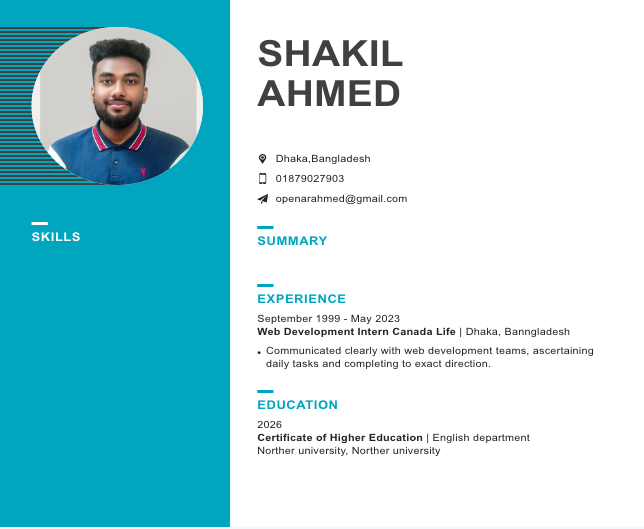 SHAKIL
AHMED
Dhaka,Bangladesh
01879027903
openarahmed@gmail.com
SKILLS
SUMMARY
EXPERIENCE
September 1999 - May 2023
Web Development Intern Canada Life | Dhaka, Banngladesh
• Communicated clearly with web development teams, ascertaining
daily tasks and completing to exact direction.
EDUCATION
2026
Certificate of Higher Education | English department
Norther university, Norther university